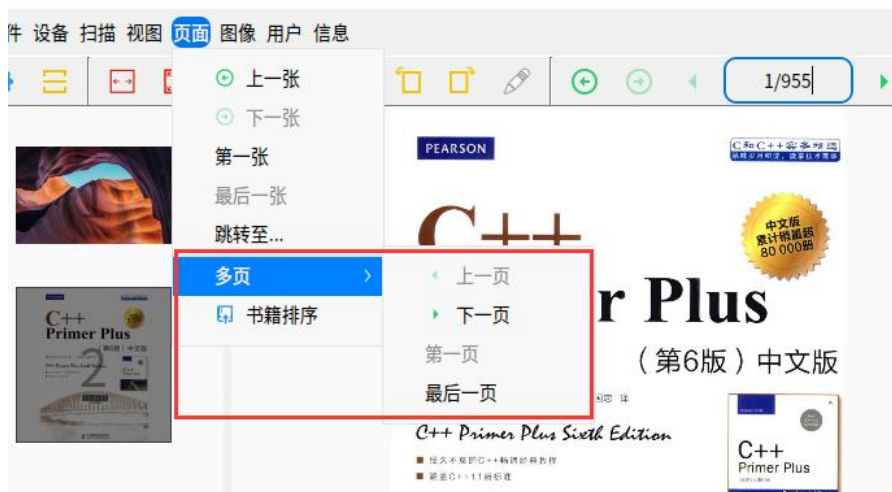 件 设备 扫描 视图 页面 图像 用户 信息
1/955
上一张
下一张
第一张
最后一张
跳转至...
多页
书籍排序
上一页
下一页
第一页
最后一页
PEARSON
中文版
累计销量超
80 000册
C++
r Plus
（第6版）中文版
C++ Primer Plus Sixth Edition
C++
Primer Plus
C++
Primer Plus
2